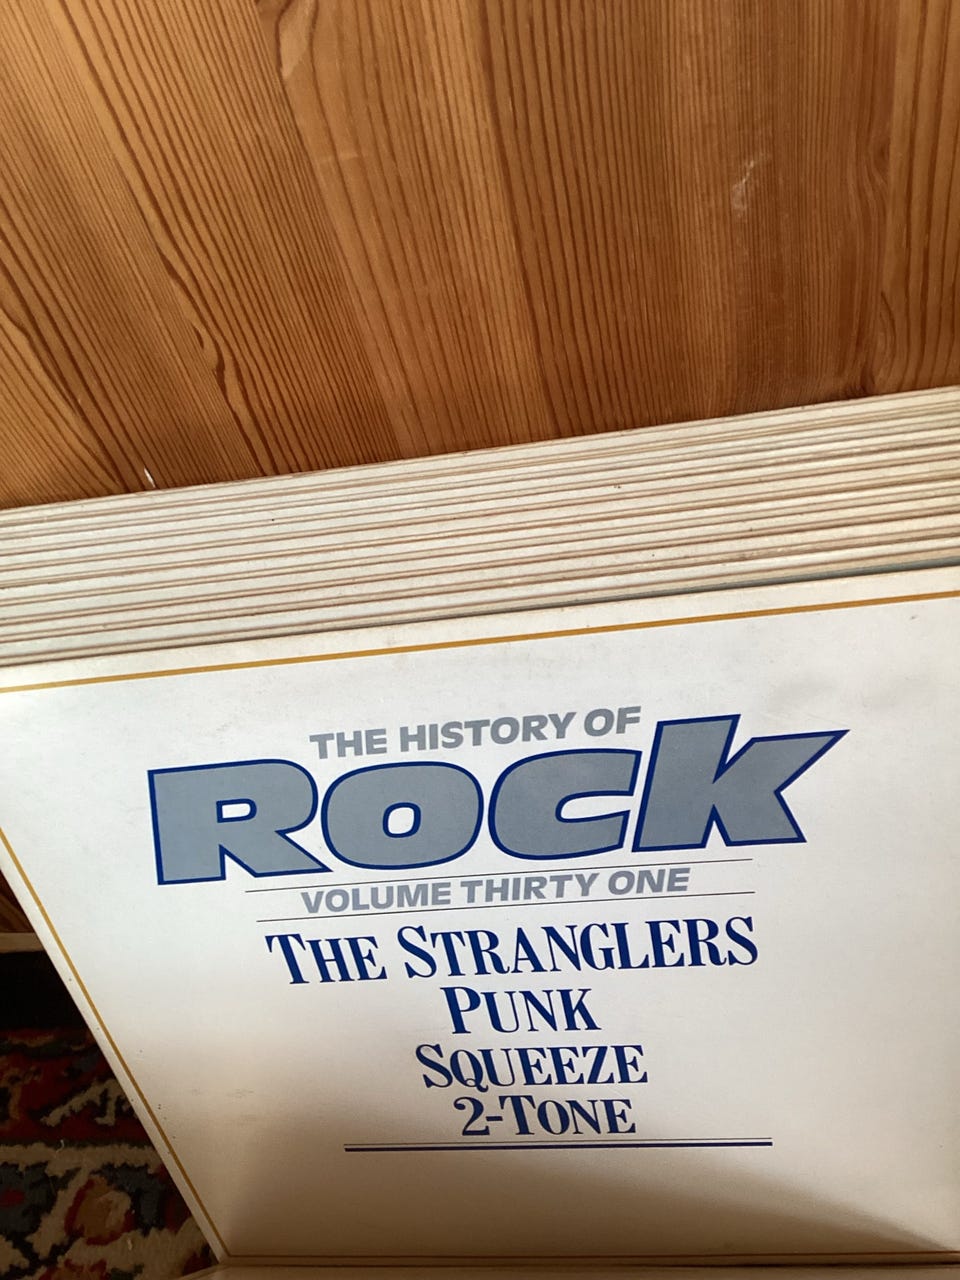 THE HISTORY OF
ROCK
VOLUME THIRTY ONE
THE STRANGLERS
PUNK
SQUEEZE
2-TONE